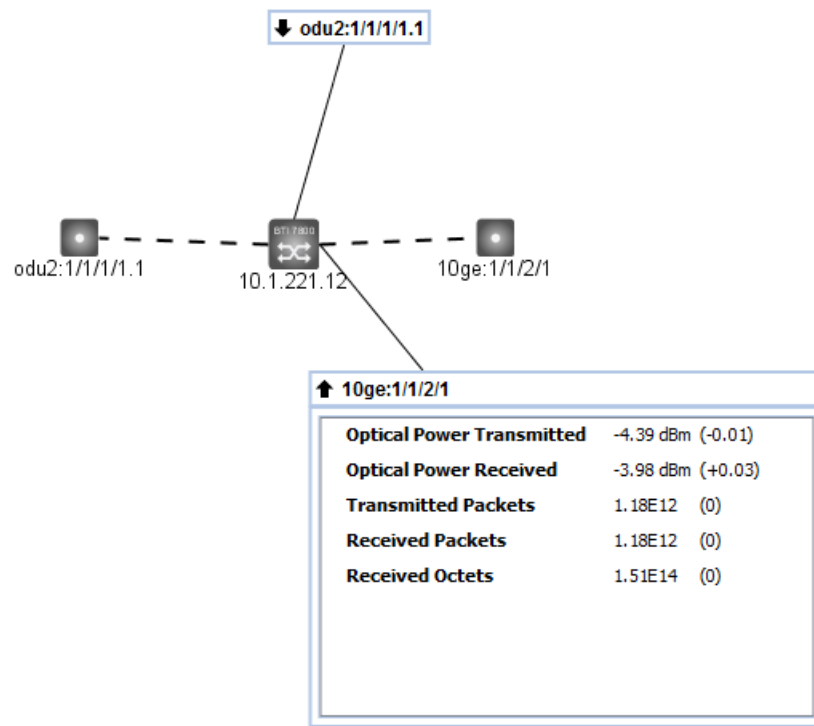 odu2:1/1/1/1.1
BTI 7800
odu2:1/1/1/1.1
10.1.221.12
10ge:1/1/2/1
10ge:1/1/2/1
Optical Power Transmitted -4.39 dBm (-0.01)
Optical Power Received -3.98 dBm (+0.03)
Transmitted Packets 1.18E12 (0)
Received Packets 1.18E12 (0)
Received Octets 1.51E14 (0)